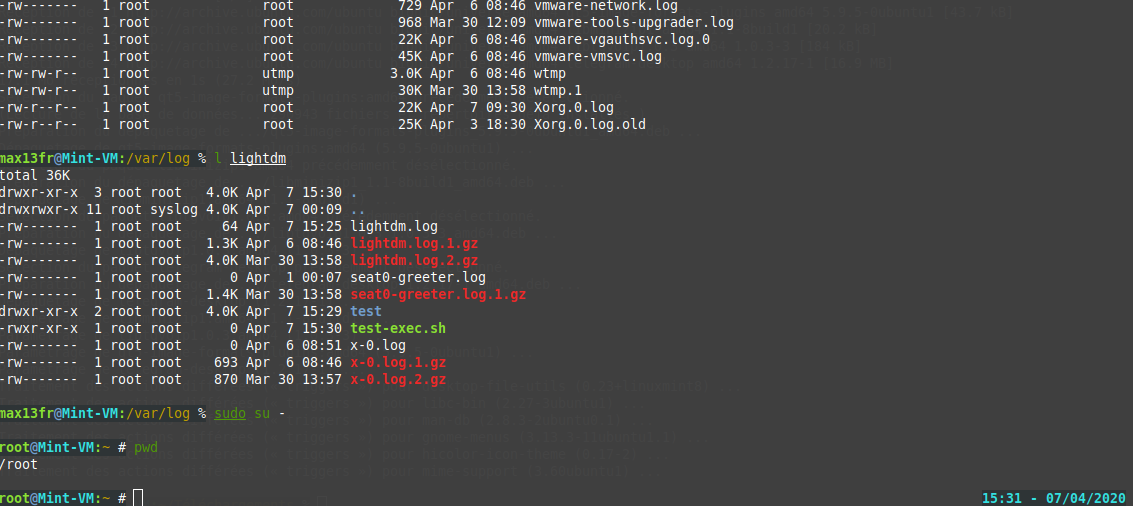 -rw------- 1 root root 729 Apr 6 08:46 vmware-network.log
-rw------- 1 root root 968 Mar 30 12:09 vmware-tools-upgrader.log
-rw------- 1 root root 22K Apr 6 08:46 vmware-vgauthsvc.log.0
-rw------- 1 root root 45K Apr 6 08:46 vmware-vmsvc.log
-rw-rw-r-- 1 root utmp 3.0K Apr 6 08:46 wtmp
-rw-rw-r-- 1 root utmp 30K Mar 30 13:58 wtmp.1
-rw-r--r-- 1 root root 22K Apr 7 09:30 Xorg.0.log
-rw-r--r-- 1 root root 25K Apr 3 18:30 Xorg.0.log.old
max13fr@Mint-VM:/var/log % l lightdm
total 36K
drwxr-xr-x 3 root root 4.0K Apr 7 15:30 .
drwxrwxr-x 11 root syslog 4.0K Apr 7 00:09 ..
-rw------- 1 root root 64 Apr 7 15:25 lightdm.log
-rw------- 1 root root 1.3K Apr 6 08:46 lightdm.log.1.gz
-rw------- 1 root root 4.0K Mar 30 13:58 lightdm.log.2.gz
-rw------- 1 root root 0 Apr 1 00:07 seat0-greeter.log
-rw------- 1 root root 1.4K Mar 30 13:58 seat0-greeter.log.1.gz
drwxr-xr-x 2 root root 4.0K Apr 7 15:29 test
-rwxr-xr-x 1 root root 0 Apr 7 15:30 test-exec.sh
-rw------- 1 root root 0 Apr 6 08:51 x-0.log
-rw------- 1 root root 693 Apr 6 08:46 x-0.log.1.gz
-rw------- 1 root root 870 Mar 30 13:57 x-0.log.2.gz
max13fr@Mint-VM:/var/log % sudo su -
root@Mint-VM:~ # pwd
/root
root@Mint-VM:~ #
15:31 - 07/04/2020